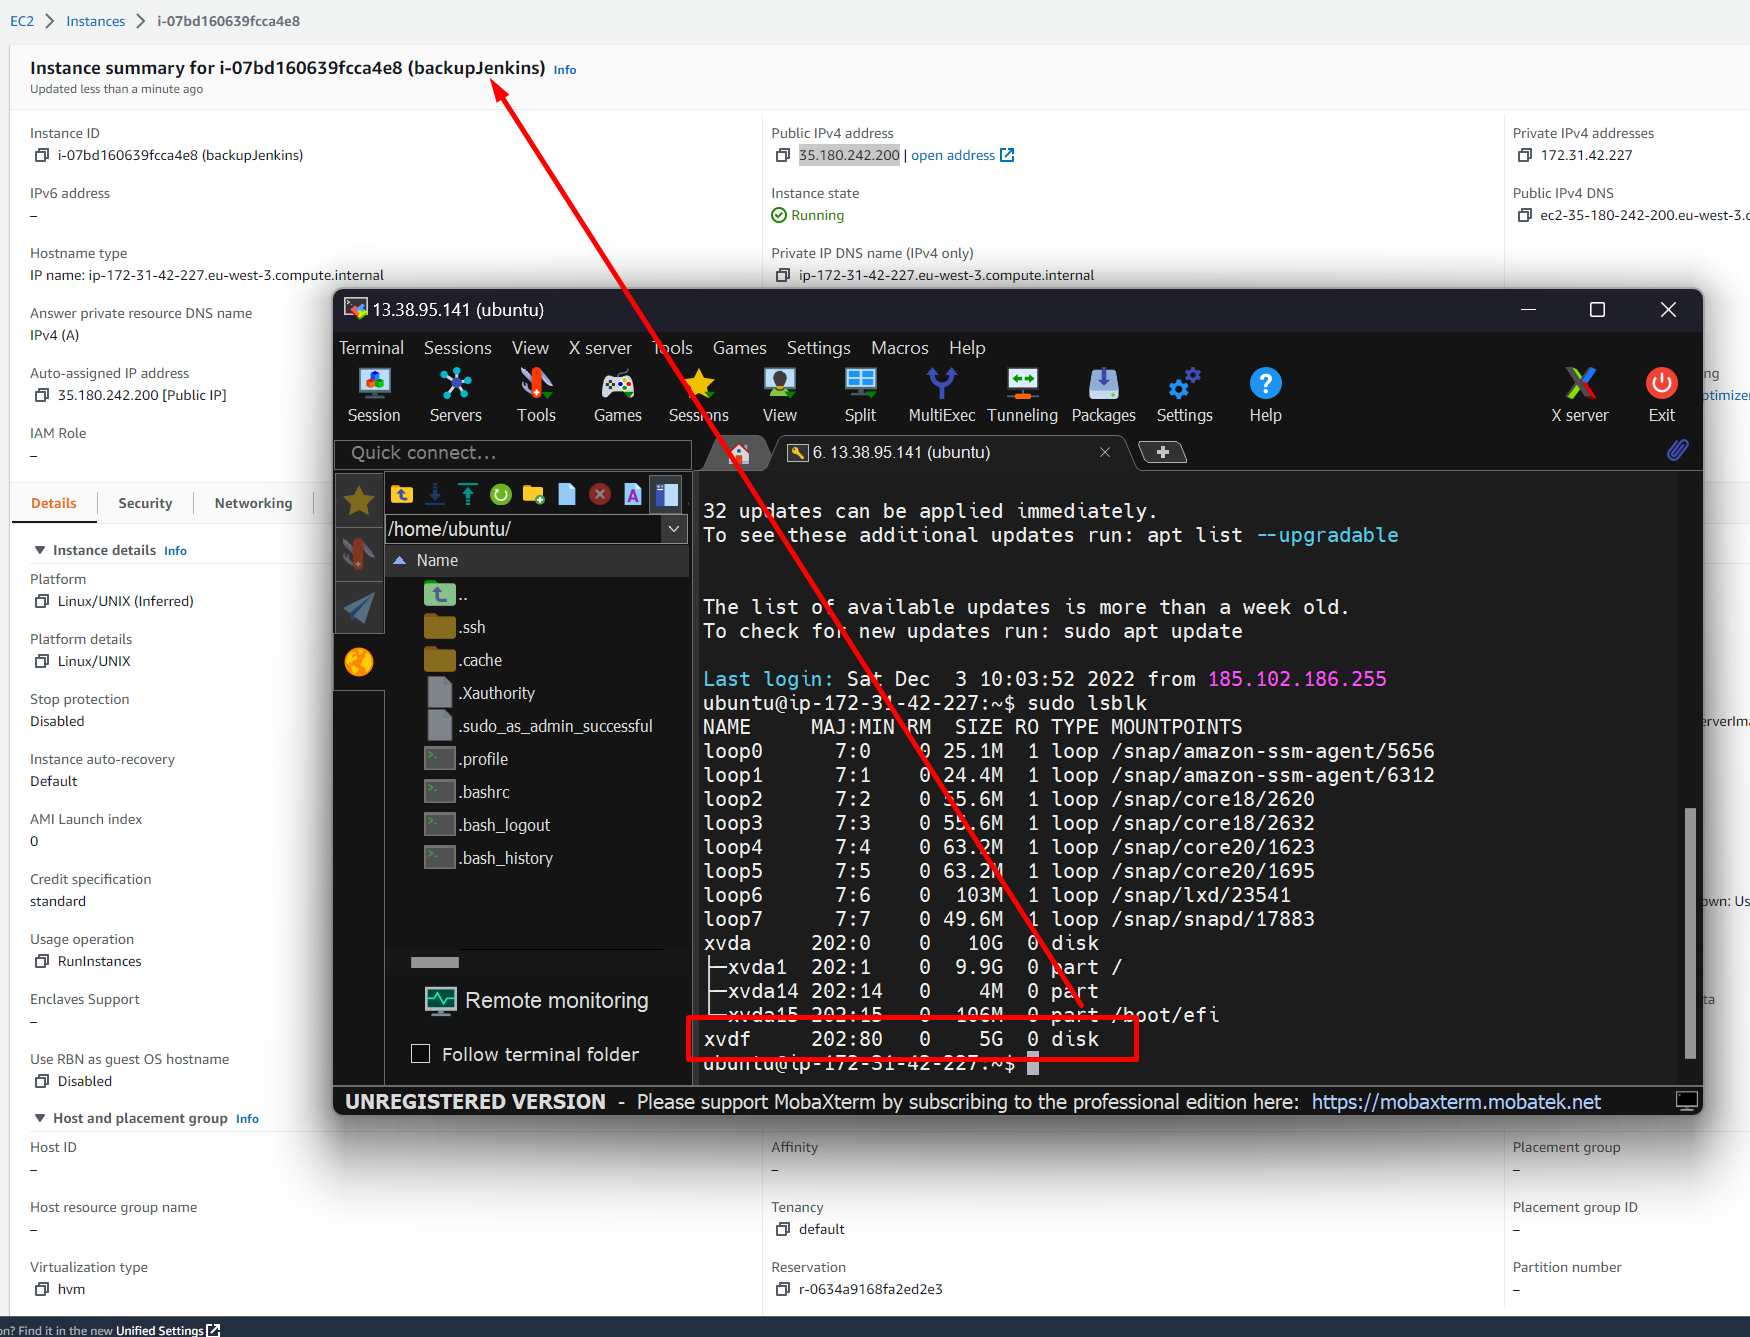 EC2 > Instances > i-07bd160639fcca4e8
Instance summary for i-07bd160639fcca4e8 (backupJenkins) Info
Updated less than a minute ago
Instance ID
i-07bd160639fcca4e8 (backupJenkins)
Public IPv4 address
35.180.242.200 | open address
Private IPv4 addresses
172.31.42.227
IPv6 address
–
Instance state
Running
Public IPv4 DNS
ec2-35-180-242-200.eu-west-3.c
Hostname type
IP name: ip-172-31-42-227.eu-west-3.compute.internal
Private IP DNS name (IPv4 only)
ip-172-31-42-227.eu-west-3.compute.internal
Answer private resource DNS name
IPv4 (A)
Auto-assigned IP address
35.180.242.200 [Public IP]
IAM Role
–
Details
Security
Networking
Instance details Info
Platform
Linux/UNIX (Inferred)
Platform details
Linux/UNIX
Stop protection
Disabled
Instance auto-recovery
Default
AMI Launch index
0
Credit specification
standard
Usage operation
RunInstances
Enclaves Support
–
Use RBN as guest OS hostname
Disabled
13.38.95.141 (ubuntu)
Terminal Sessions View X server Tools Games Settings Macros Help
Session Servers Tools Games Sessions View Split MultiExec Tunneling Packages Settings Help X server Exit
Quick connect...
6. 13.38.95.141 (ubuntu)
/home/ubuntu/
Name
..
.ssh
.cache
.Xauthority
.sudo_as_admin_successful
.profile
.bashrc
.bash_logout
.bash_history
Remote monitoring
Follow terminal folder
32 updates can be applied immediately.
To see these additional updates run: apt list --upgradable
The list of available updates is more than a week old.
To check for new updates run: sudo apt update
Last login: Sat Dec  3 10:03:52 2022 from 185.102.186.255
ubuntu@ip-172-31-42-227:~$ sudo lsblk
NAME     MAJ:MIN RM  SIZE RO TYPE MOUNTPOINTS
loop0      7:0    0 25.1M  1 loop /snap/amazon-ssm-agent/5656
loop1      7:1    0 24.4M  1 loop /snap/amazon-ssm-agent/6312
loop2      7:2    0 55.6M  1 loop /snap/core18/2620
loop3      7:3    0 55.6M  1 loop /snap/core18/2632
loop4      7:4    0 63.2M  1 loop /snap/core20/1623
loop5      7:5    0 63.2M  1 loop /snap/core20/1695
loop6      7:6    0  103M  1 loop /snap/lxd/23541
loop7      7:7    0 49.6M  1 loop /snap/snapd/17883
xvda     202:0    0   10G  0 disk
├─xvda1  202:1    0  9.9G  0 part /
├─xvda14 202:14   0    4M  0 part
└─xvda15 202:15   0  106M  0 part /boot/efi
xvdf     202:80   0    5G  0 disk
ubuntu@ip-172-31-42-227:~$
UNREGISTERED VERSION - Please support MobaXterm by subscribing to the professional edition here: https://mobaxterm.mobatek.net
Host and placement group Info
Host ID
–
Affinity
–
Placement group
–
Host resource group name
–
Tenancy
default
Placement group ID
–
Virtualization type
hvm
Reservation
r-0634a9168fa2ed2e3
Partition number
–
on? Find it in the new Unified Settings